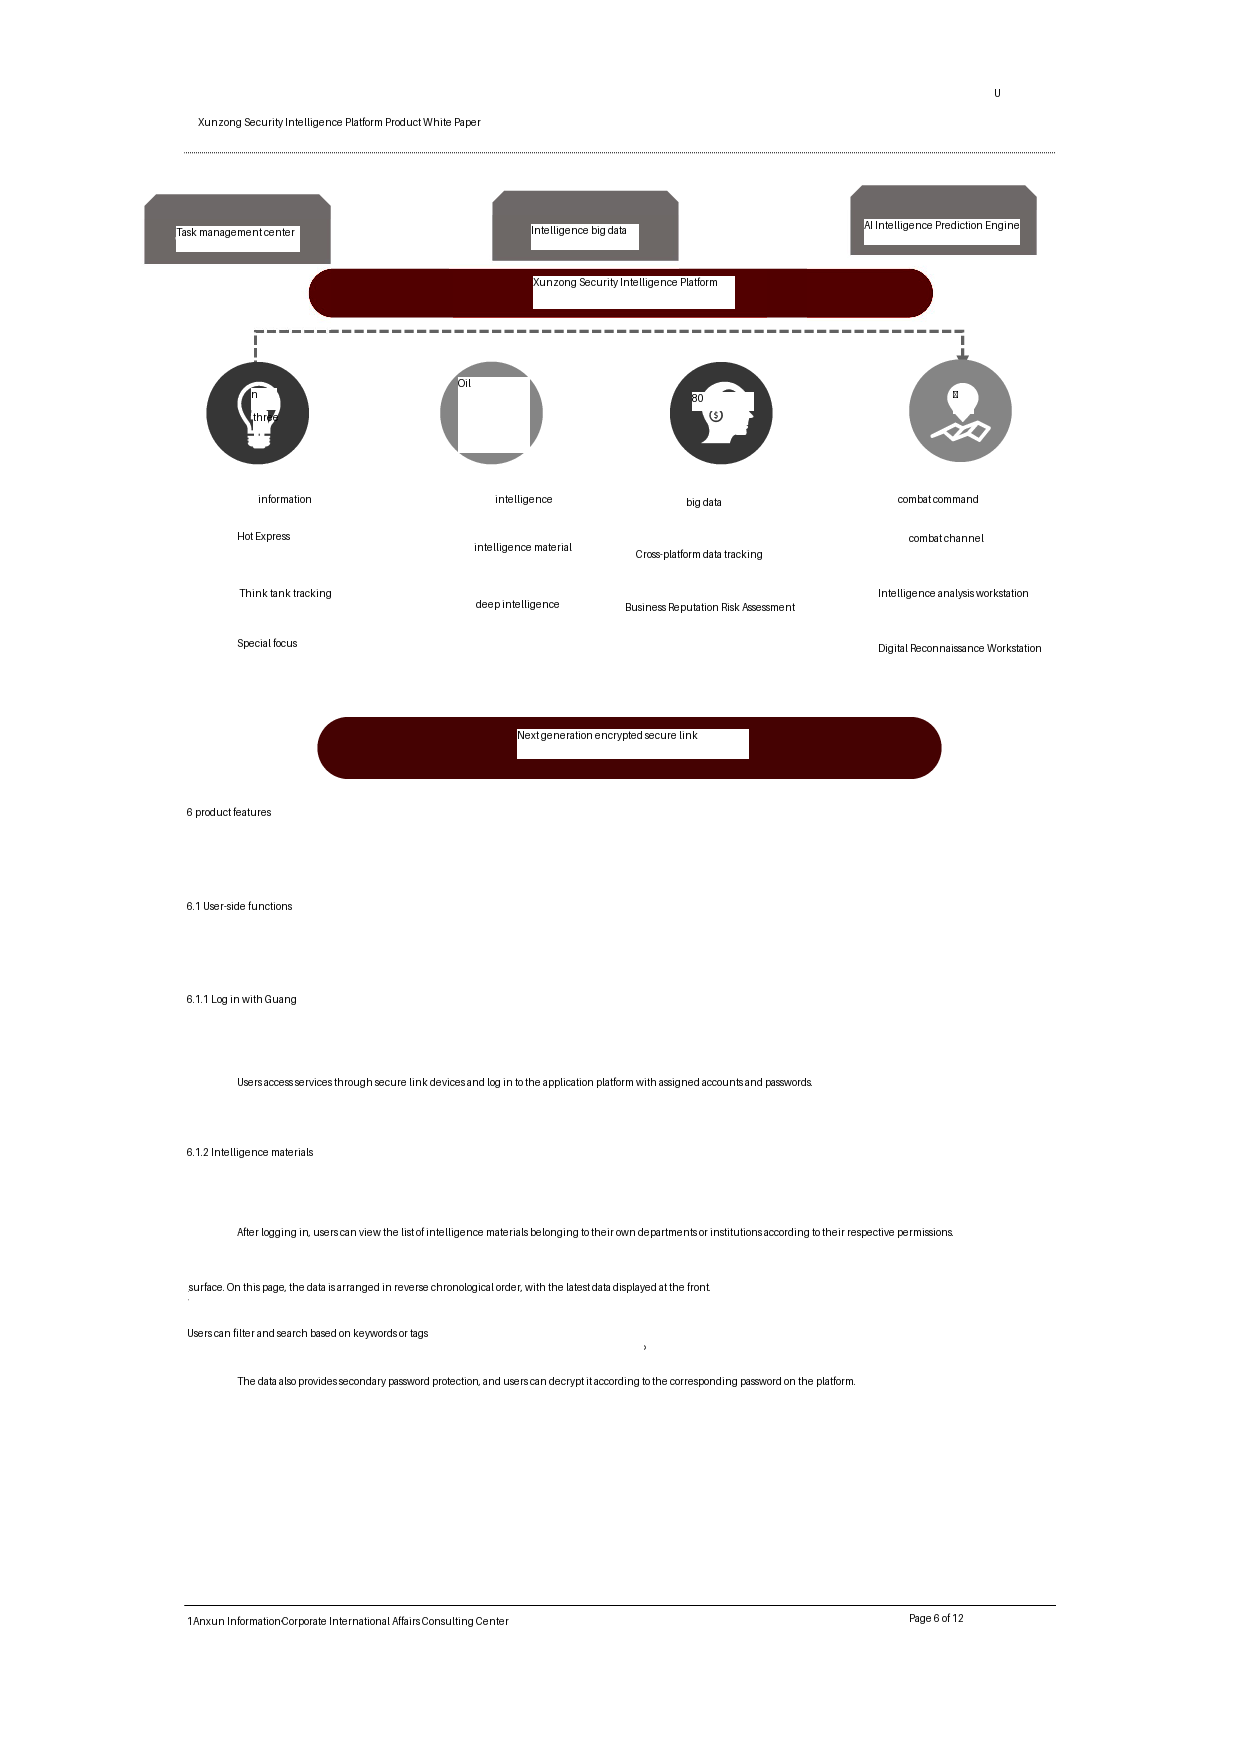 U
Xunzong Security Intelligence Platform Product White Paper
Task management center
Intelligence big data
AI Intelligence Prediction Engine
Xunzong Security Intelligence Platform
n
three
Oil
80
information
intelligence
big data
combat command
Hot Express
intelligence material
Cross-platform data tracking
combat channel
Think tank tracking
deep intelligence
Business Reputation Risk Assessment
Intelligence analysis workstation
Special focus
Digital Reconnaissance Workstation
Next generation encrypted secure link
6 product features
6.1 User-side functions
6.1.1 Log in with Guang
Users access services through secure link devices and log in to the application platform with assigned accounts and passwords.
6.1.2 Intelligence materials
After logging in, users can view the list of intelligence materials belonging to their own departments or institutions according to their respective permissions.
surface. On this page, the data is arranged in reverse chronological order, with the latest data displayed at the front.
Users can filter and search based on keywords or tags
The data also provides secondary password protection, and users can decrypt it according to the corresponding password on the platform.
1Anxun Information·Corporate International Affairs Consulting Center
Page 6 of 12